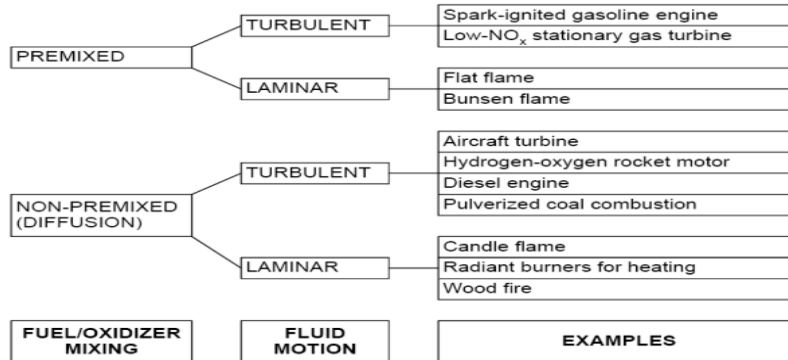 PREMIXED
TURBULENT
Spark-ignited gasoline engine
Low-NOx stationary gas turbine
LAMINAR
Flat flame
Bunsen flame
NON-PREMIXED
(DIFFUSION)
TURBULENT
Aircraft turbine
Hydrogen-oxygen rocket motor
Diesel engine
Pulverized coal combustion
LAMINAR
Candle flame
Radiant burners for heating
Wood fire
FUEL/OXIDIZER
MIXING
FLUID
MOTION
EXAMPLES